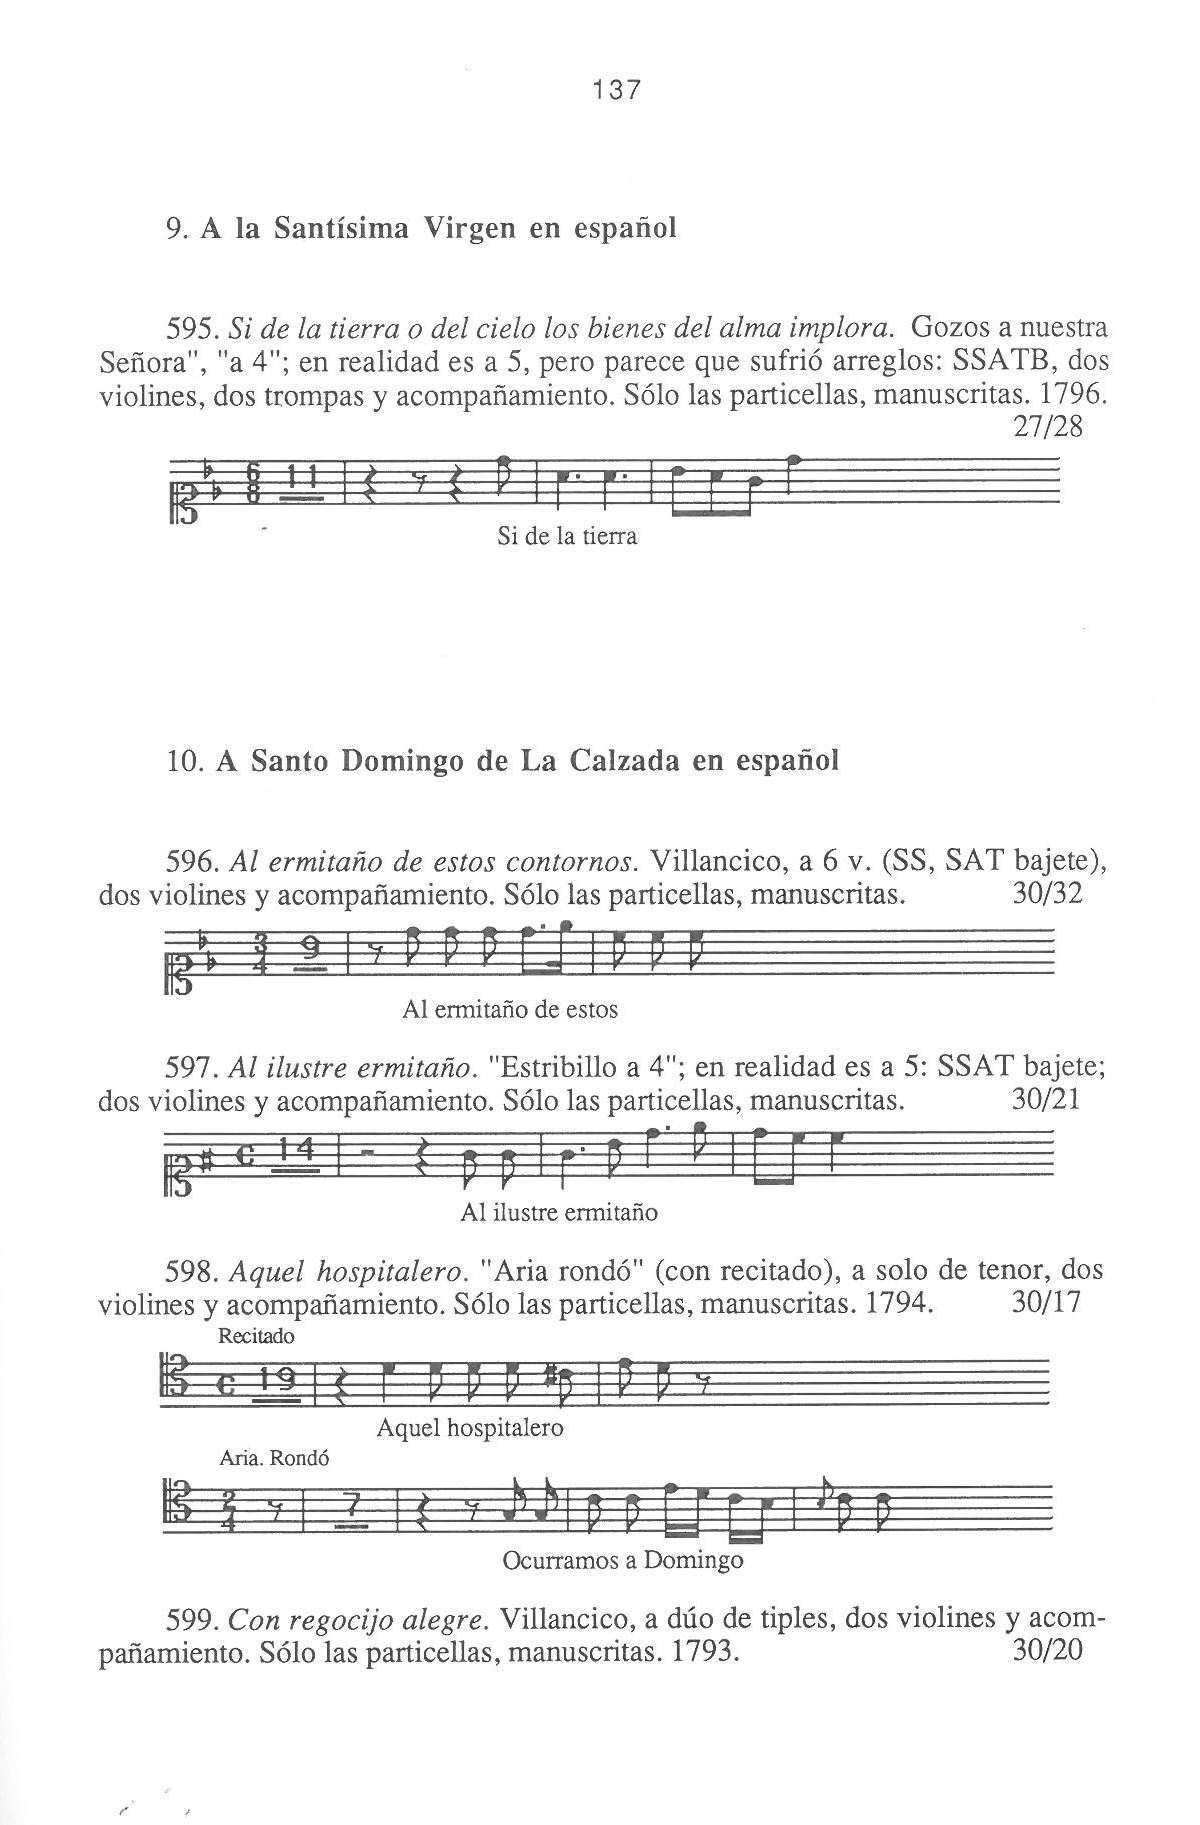 137
9. A la Santísima Virgen en español
595. Si de la tierra o del cielo los bienes del alma implora. Gozos a nuestra
Señora", "a 4"; en realidad es a 5, pero parece que sufrió arreglos: SSATB, dos
violines, dos trompas y acompañamiento. Sólo las particellas, manuscritas. 1796.
27/28
6
8
11
Si de la tierra
10. A Santo Domingo de La Calzada en español
596. Al ermitaño de estos contornos. Villancico, a 6 v. (SS, SAT bajete),
dos violines y acompañamiento. Sólo las particellas, manuscritas. 30/32
3
4
9
Al ermitaño de estos
597. Al ilustre ermitaño. "Estribillo a 4"; en realidad es a 5: SSAT bajete;
dos violines y acompañamiento. Sólo las particellas, manuscritas. 30/21
C 14
Al ilustre ermitaño
598. Aquel hospitalero. "Aria rondó" (con recitado), a solo de tenor, dos
violines y acompañamiento. Sólo las particellas, manuscritas. 1794. 30/17
Recitado
C 19
Aquel hospitalero
Aria. Rondó
2
4
7
Ocurramos a Domingo
599. Con regocijo alegre. Villancico, a dúo de tiples, dos violines y acom-
pañamiento. Sólo las particellas, manuscritas. 1793. 30/20